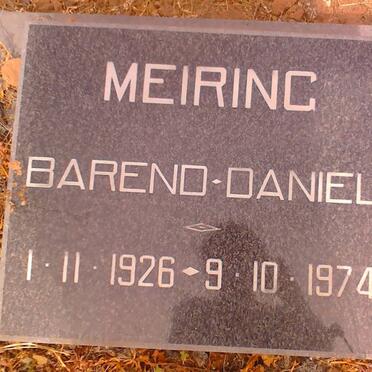 MEIRING
BAREND DANIEL
1·11·1926 9·10·1974